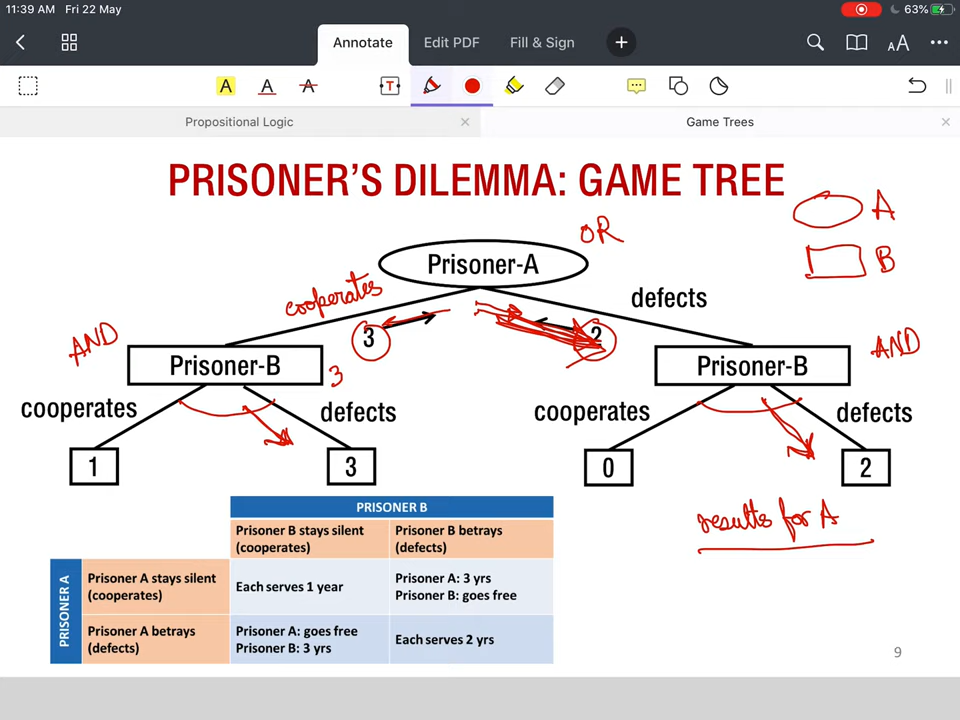 11:39 AM Fri 22 May
63%
Annotate
Edit PDF
Fill & Sign
AA
A A A T
Propositional Logic
Game Trees
PRISONER'S DILEMMA: GAME TREE
A
OR
B
Prisoner-A
cooperates
defects
AND
3
2
AND
Prisoner-B
3
Prisoner-B
cooperates
defects
cooperates
defects
1
3
0
2
results for A
PRISONER B
Prisoner B stays silent
(cooperates)
Prisoner B betrays
(defects)
PRISONER A
Prisoner A stays silent
(cooperates)
Each serves 1 year
Prisoner A: 3 yrs
Prisoner B: goes free
Prisoner A betrays
(defects)
Prisoner A: goes free
Prisoner B: 3 yrs
Each serves 2 yrs
9